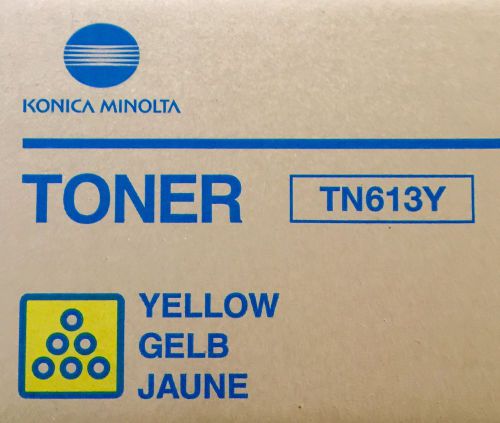 KONICA MINOLTA
TONER TN613Y
YELLOW
GELB
JAUNE